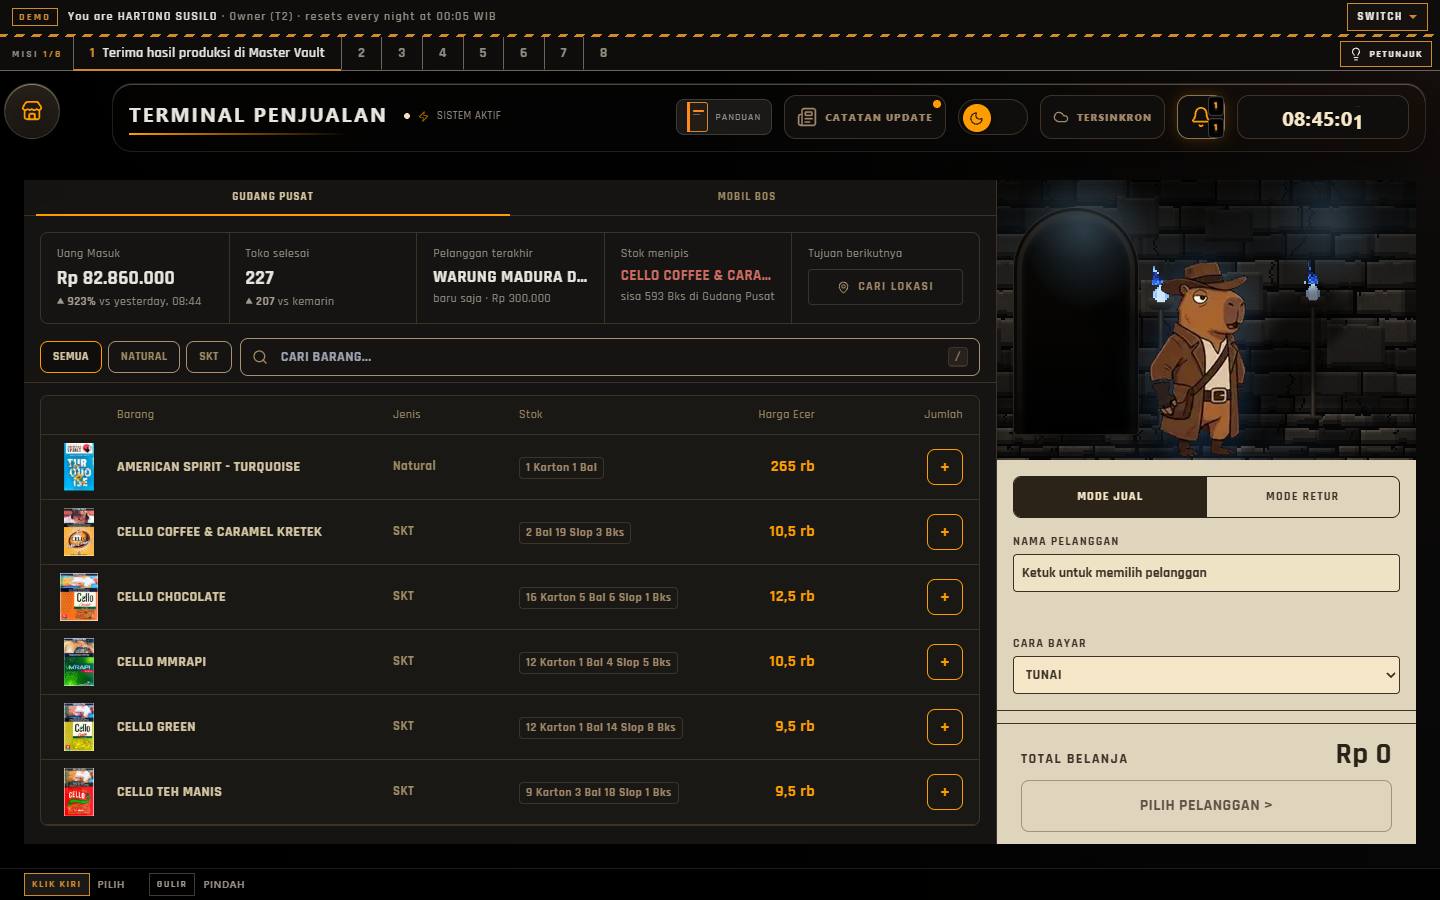 DEMO You are HARTONO SUSILO · Owner (T2) · resets every night at 00:05 WIB SWITCH
MISI 1/8 1 Terima hasil produksi di Master Vault 2 3 4 5 6 7 8 PETUNJUK
TERMINAL PENJUALAN SISTEM AKTIF PANDUAN CATATAN UPDATE TERSINKRON 1 1 08:45:01
GUDANG PUSAT MOBIL BOS
Uang Masuk Toko selesai Pelanggan terakhir Stok menipis Tujuan berikutnya
Rp 82.860.000 227 WARUNG MADURA D... CELLO COFFEE & CARA... CARI LOKASI
▲ 923% vs yesterday, 08:44 ▲ 207 vs kemarin baru saja · Rp 300.000 sisa 593 Bks di Gudang Pusat
SEMUA NATURAL SKT CARI BARANG... /
Barang Jenis Stok Harga Ecer Jumlah
AMERICAN SPIRIT - TURQUOISE Natural 1 Karton 1 Bal 265 rb +
CELLO COFFEE & CARAMEL KRETEK SKT 2 Bal 19 Slop 3 Bks 10,5 rb +
CELLO CHOCOLATE SKT 16 Karton 5 Bal 6 Slop 1 Bks 12,5 rb +
CELLO MMRAPI SKT 12 Karton 1 Bal 4 Slop 5 Bks 10,5 rb +
CELLO GREEN SKT 12 Karton 1 Bal 14 Slop 8 Bks 9,5 rb +
CELLO TEH MANIS SKT 9 Karton 3 Bal 18 Slop 1 Bks 9,5 rb +
MODE JUAL MODE RETUR
NAMA PELANGGAN
Ketuk untuk memilih pelanggan
CARA BAYAR
TUNAI
TOTAL BELANJA Rp 0
PILIH PELANGGAN >
KLIK KIRI PILIH GULIR PINDAH